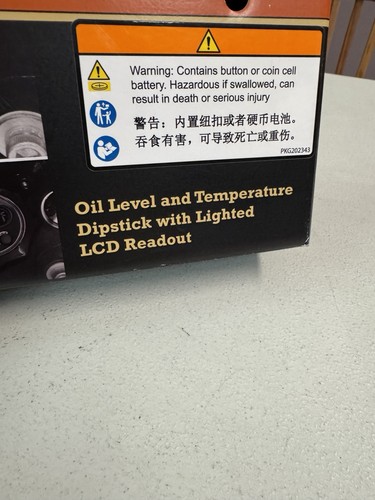 Warning: Contains button or coin cell
battery. Hazardous if swallowed, can
result in death or serious injury
警告：内置纽扣或者硬币电池。
吞食有害，可导致死亡或重伤。
PKG202343
Oil Level and Temperature
Dipstick with Lighted
LCD Readout